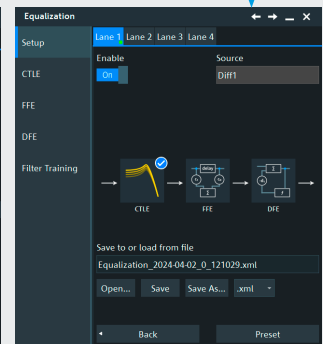 Equalization
Setup
CTLE
FFE
DFE
Filter Training
Lane 1 Lane 2 Lane 3 Lane 4
Enable Source
On Diff1
delay
Σ
Σ
CTLE FFE DFE
Save to or load from file
Equalization_2024-04-02_0_121029.xml
Open... Save Save As... .xml
Back Preset